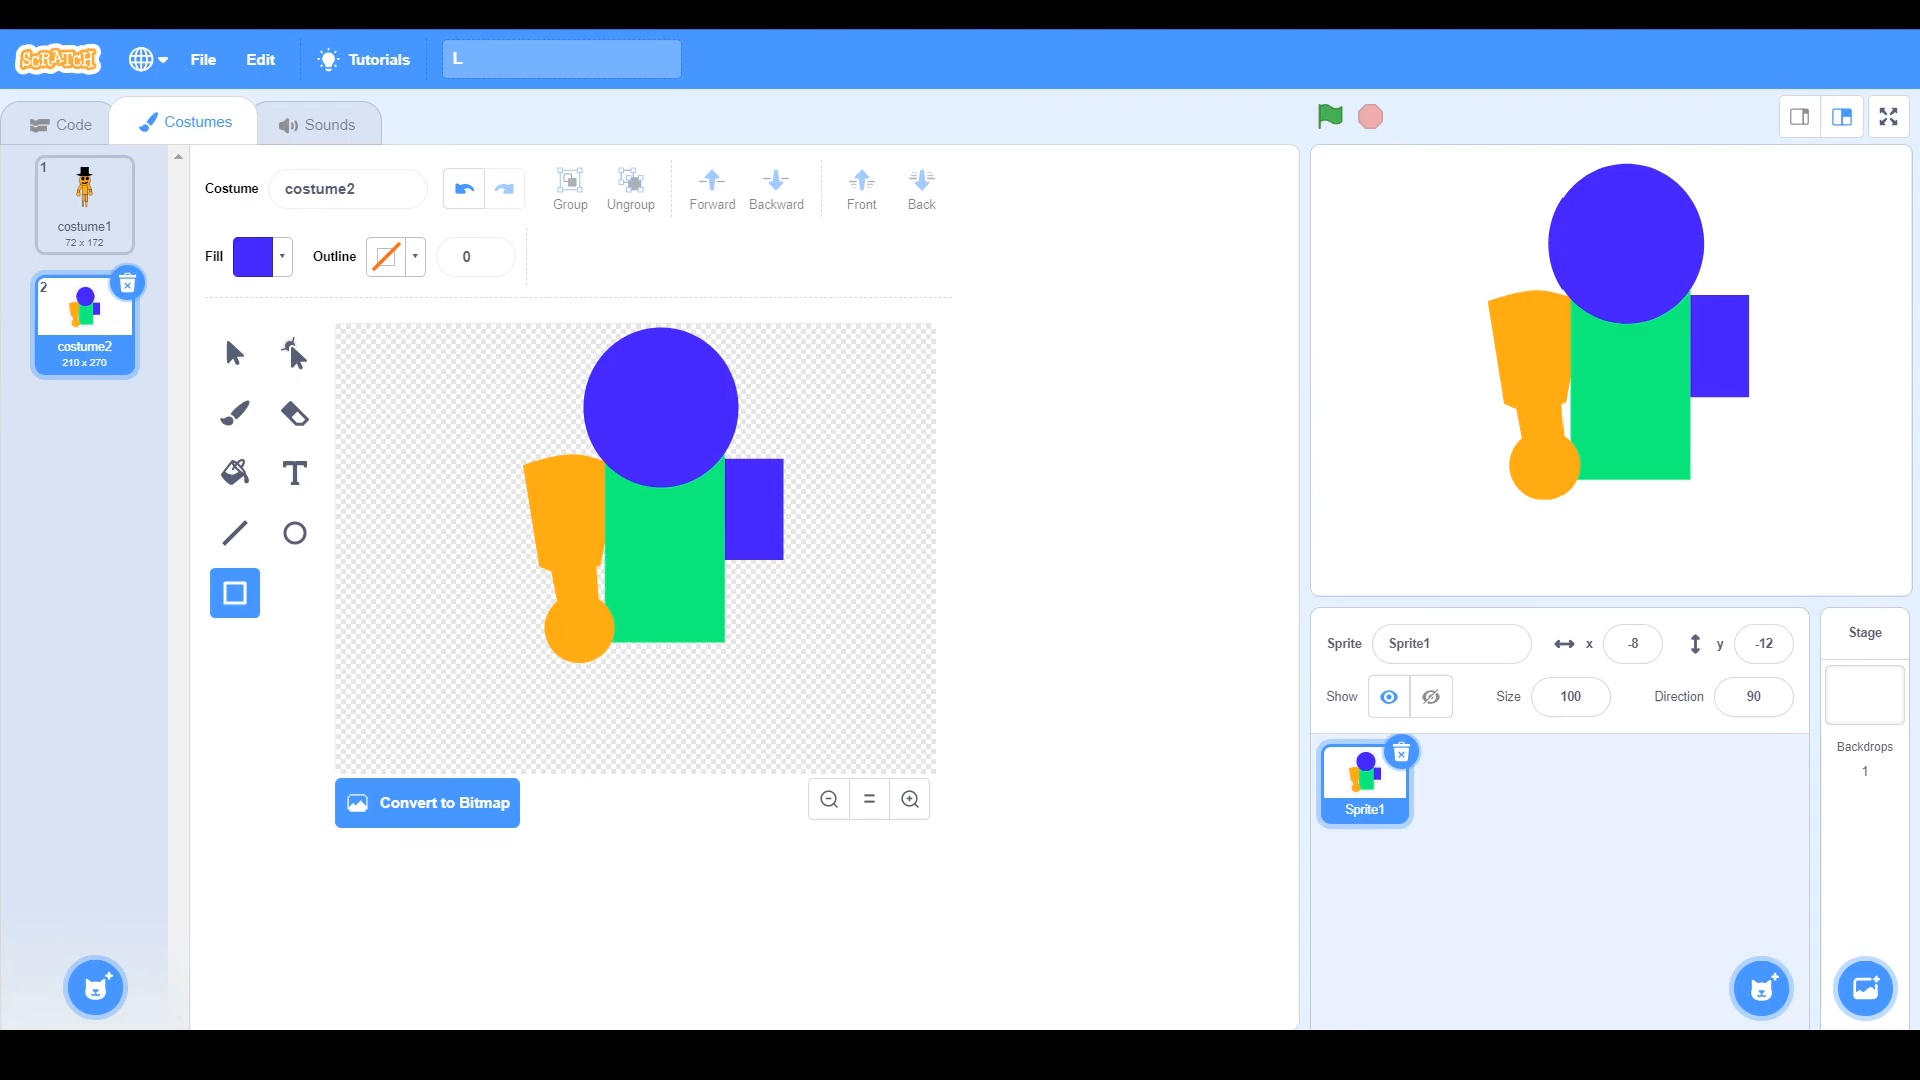 SCRATCH
File
Edit
Tutorials
L
Code
Costumes
Sounds
1
costume1
72 x 172
2
costume2
210 x 270
Costume
costume2
Group
Ungroup
Forward
Backward
Front
Back
Fill
Outline
0
T
Convert to Bitmap
Sprite
Sprite1
x
-8
y
-12
Show
Size
100
Direction
90
Sprite1
Stage
Backdrops
1